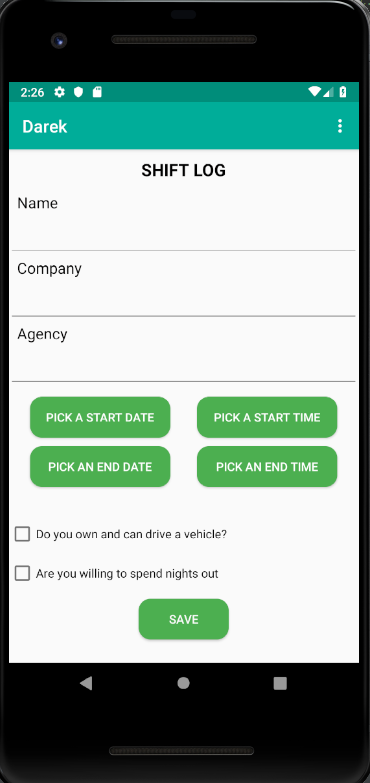 2:26
Darek
SHIFT LOG
Name
Company
Agency
PICK A START DATE PICK A START TIME
PICK AN END DATE PICK AN END TIME
Do you own and can drive a vehicle?
Are you willing to spend nights out
SAVE